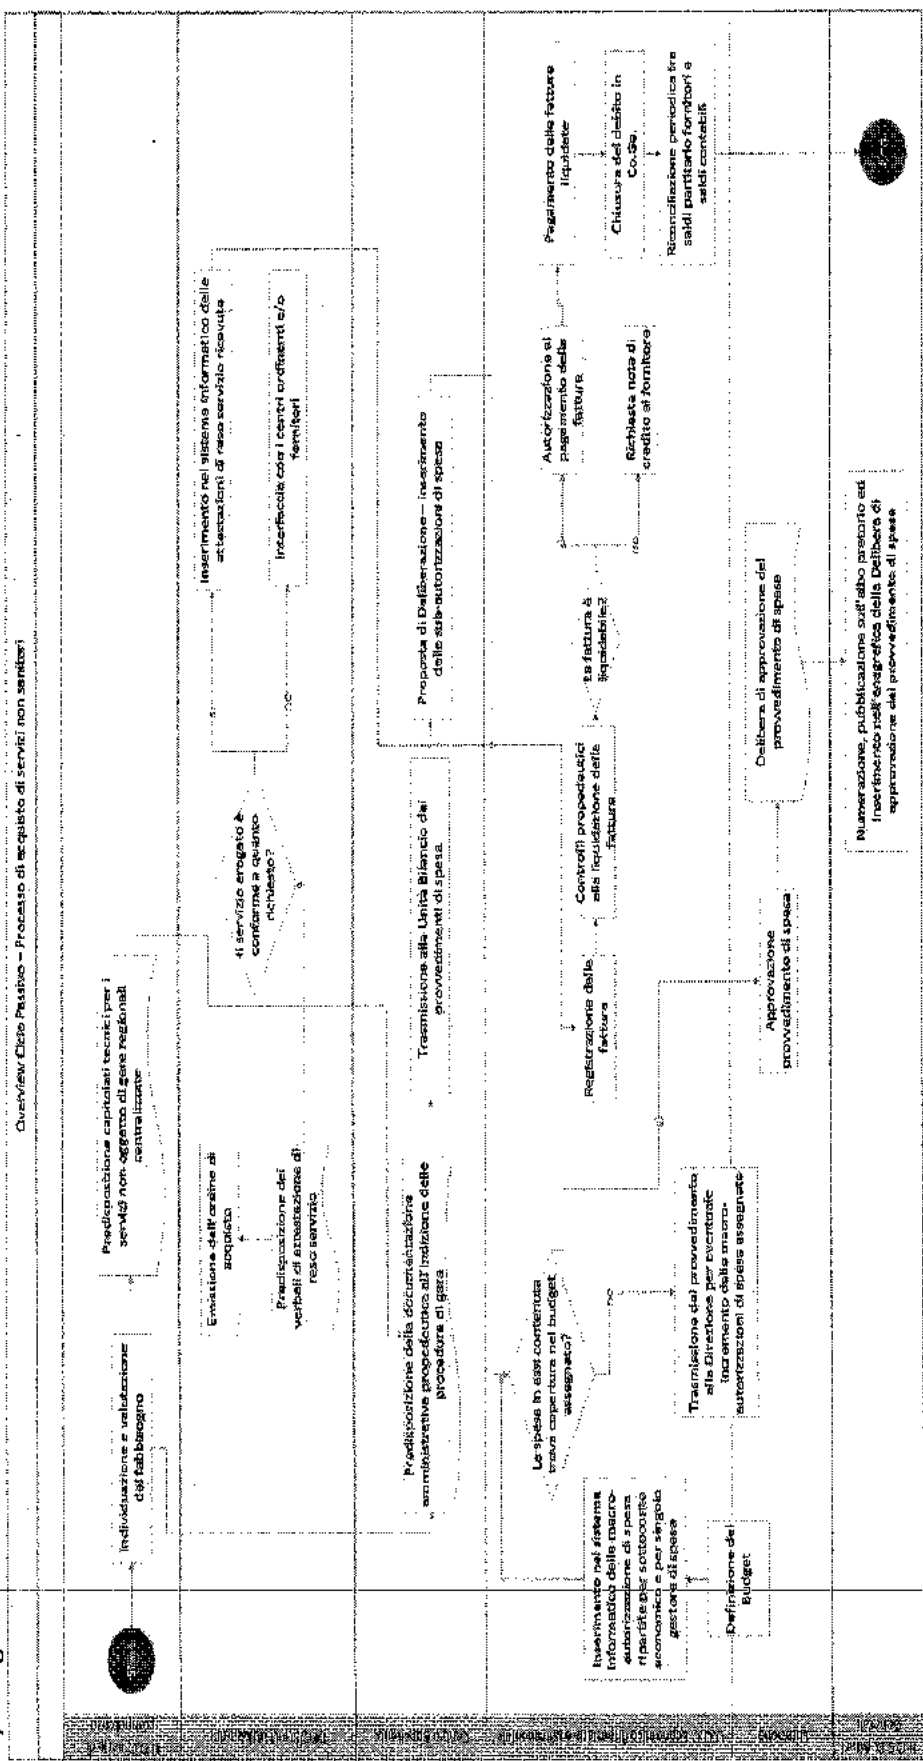 Overview Ciclo Passivo – Processo di acquisto di servizi non sanitari
Individuazione e valutazione
del fabbisogno
Predisposizione capitolati tecnici per i
servizi non oggetto di gare regionali
centralizzate
Emissione dell'ordine di
acquisto
Predisposizione dei
verbali di attestazione di
reso servizio
Il servizio erogato è
conforme a quanto
richiesto?
si
no
Inserimento nel sistema informatico delle
attestazioni di reso servizio ricevute
Interfaccia con i centri ordinanti e/o
fornitori
Predisposizione della documentazione
amministrativa propedeutica all'indizione delle
procedure di gara
Trasmissione alla Unità Bilancio dei
provvedimenti di spesa
Proposta di Deliberazione – inserimento
delle sub-autorizzazioni di spesa
Inserimento nel sistema
informatico delle macro-
autorizzazione di spesa
ripartite per sottoconto
economico e per singolo
gestore di spesa
La spesa in essi contenuta
trova copertura nel budget
assegnato?
no
si
Registrazione della
fattura
Controlli propedeutici
alla liquidazione della
fattura
La fattura è
liquidabile?
si
no
Autorizzazione al
pagamento della
fattura
Richiesta nota di
credito al fornitore
Pagamento delle fatture
liquidate
Chiusura del debito in
Co.Ge.
Riconciliazione periodica tra
saldi partitario fornitori e
saldi contabili
Definizione del
Budget
Trasmissione del provvedimento
alla Direzione per eventuale
incremento delle macro-
autorizzazioni di spesa assegnate
Approvazione
provvedimento di spesa
Delibera di approvazione del
provvedimento di spesa
Numerazione, pubblicazione sull'albo pretorio ed
inserimento nell'anagrafica della Delibera di
approvazione del provvedimento di spesa